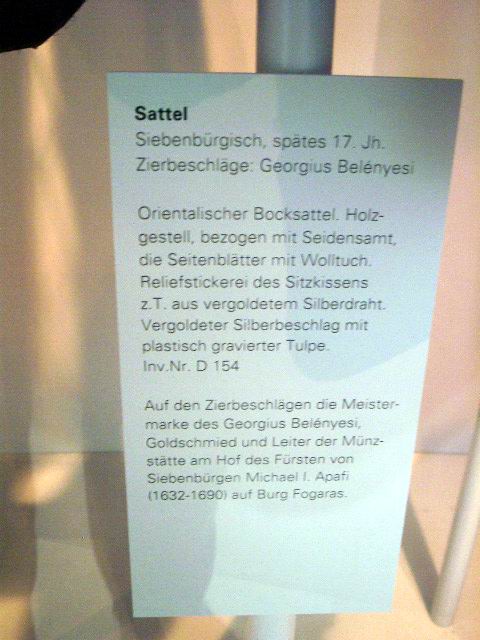 Sattel
Siebenbürgisch, spätes 17. Jh.
Zierbeschläge: Georgius Belényesi
Orientalischer Bocksattel. Holz-
gestell, bezogen mit Seidensamt,
die Seitenblätter mit Wolltuch.
Reliefstickerei des Sitzkissens
z.T. aus vergoldetem Silberdraht.
Vergoldeter Silberbeschlag mit
plastisch gravierter Tulpe.
Inv.Nr. D 154
Auf den Zierbeschlägen die Meister-
marke des Georgius Belényesi,
Goldschmied und Leiter der Münz-
stätte am Hof des Fürsten von
Siebenbürgen Michael I. Apafi
(1632-1690) auf Burg Fogaras.